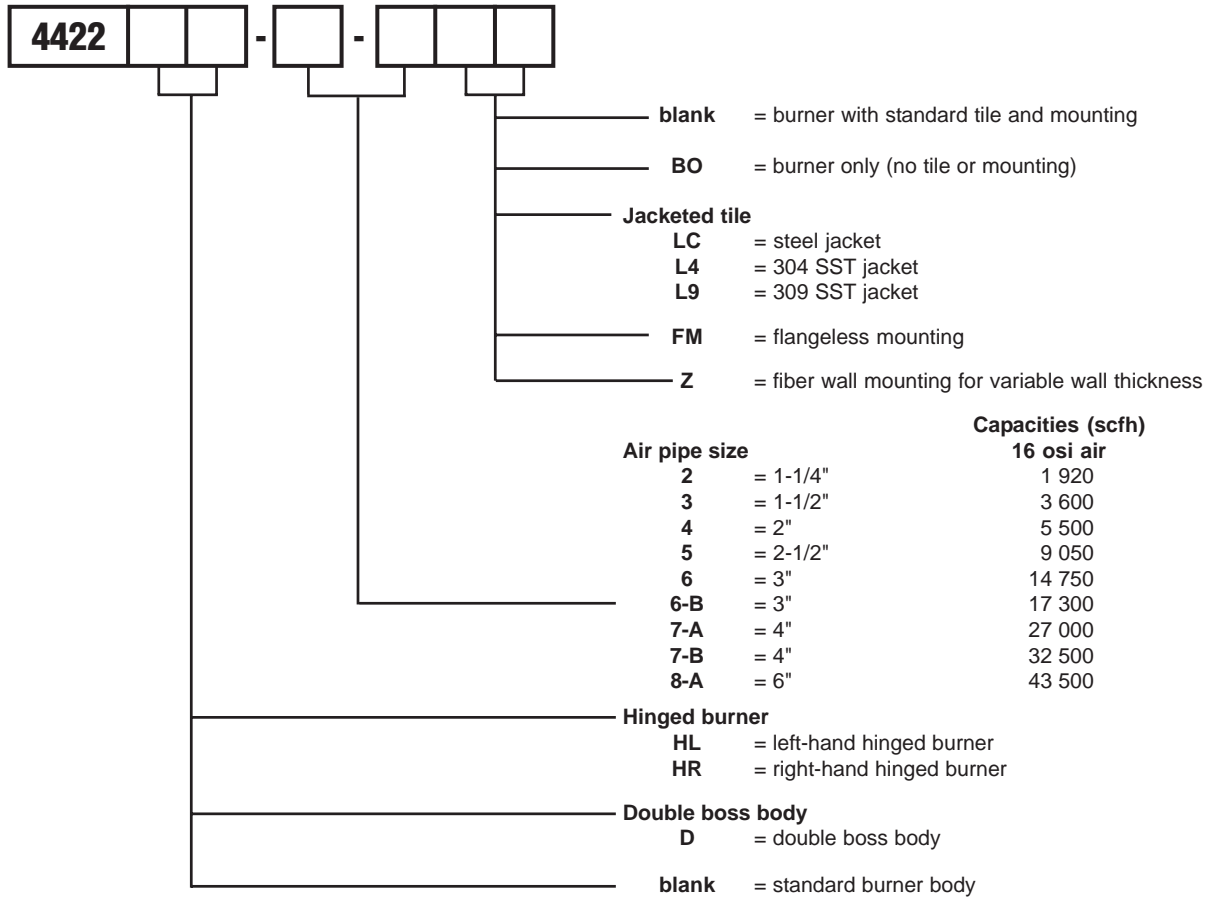 4422 - -
blank = burner with standard tile and mounting
BO = burner only (no tile or mounting)
Jacketed tile
LC = steel jacket
L4 = 304 SST jacket
L9 = 309 SST jacket
FM = flangeless mounting
Z = fiber wall mounting for variable wall thickness
Capacities (scfh)
Air pipe size 16 osi air
2 = 1-1/4" 1 920
3 = 1-1/2" 3 600
4 = 2" 5 500
5 = 2-1/2" 9 050
6 = 3" 14 750
6-B = 3" 17 300
7-A = 4" 27 000
7-B = 4" 32 500
8-A = 6" 43 500
Hinged burner
HL = left-hand hinged burner
HR = right-hand hinged burner
Double boss body
D = double boss body
blank = standard burner body